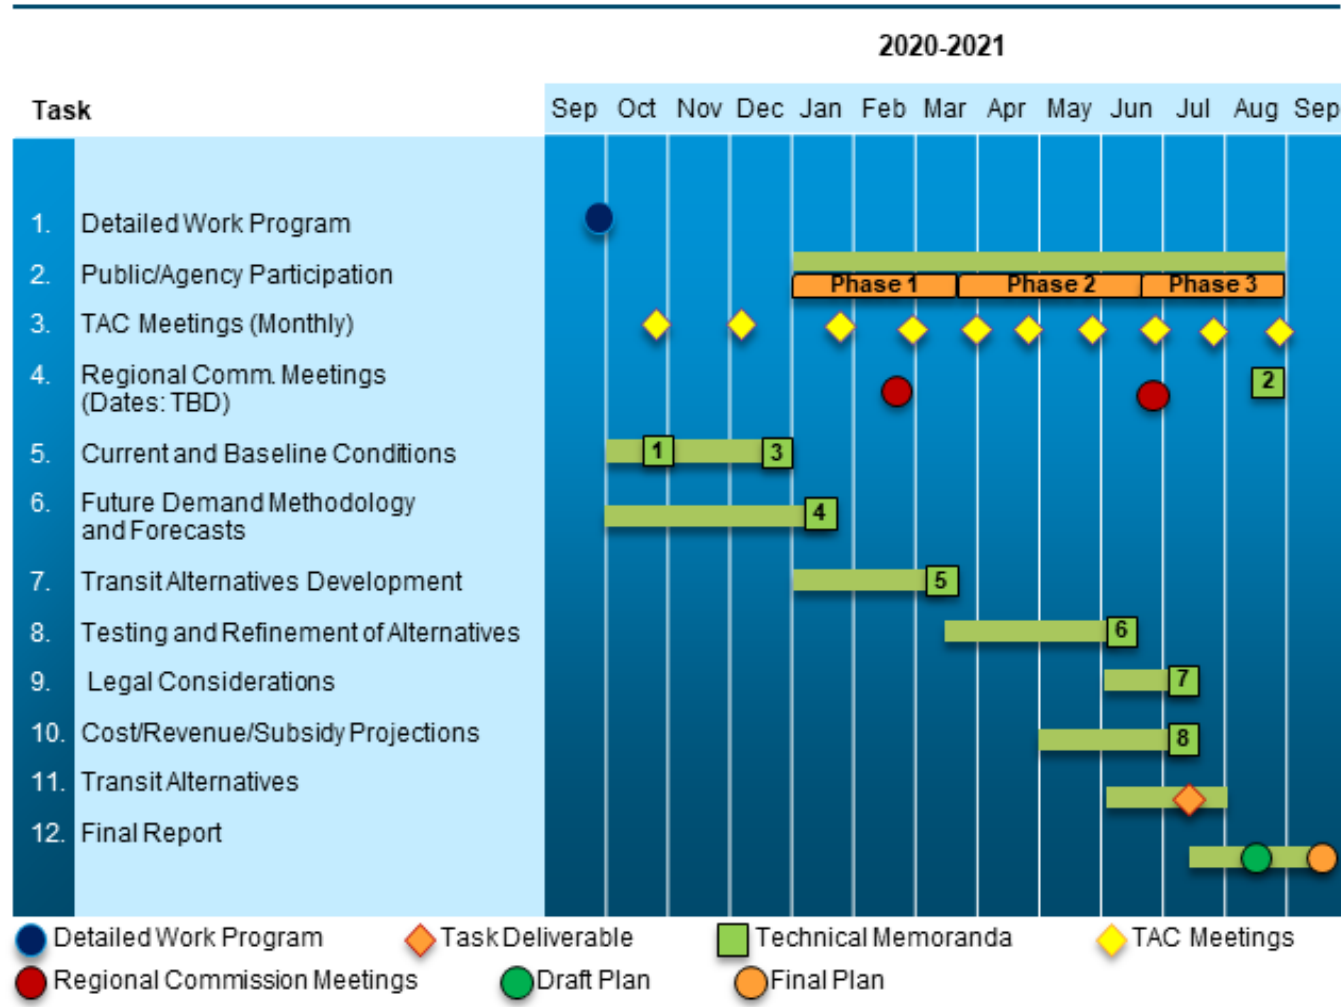 2020-2021
Task
Sep Oct Nov Dec Jan Feb Mar Apr May Jun Jul Aug Sep
1. Detailed Work Program
2. Public/Agency Participation
Phase 1 Phase 2 Phase 3
3. TAC Meetings (Monthly)
4. Regional Comm. Meetings
(Dates: TBD)
2
5. Current and Baseline Conditions
1 3
6. Future Demand Methodology
and Forecasts
4
7. Transit Alternatives Development
5
8. Testing and Refinement of Alternatives
6
9. Legal Considerations
7
10. Cost/Revenue/Subsidy Projections
8
11. Transit Alternatives
12. Final Report
Detailed Work Program Task Deliverable Technical Memoranda TAC Meetings
Regional Commission Meetings Draft Plan Final Plan